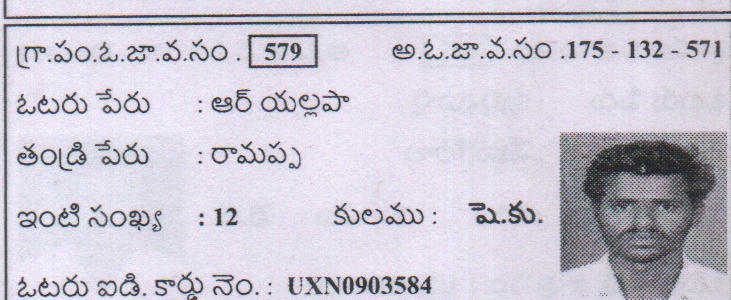 గ్రా.పం.ఓ.జా.వ.సం . 579 అ.ఓ.జా.వ.సం .175 - 132 - 571
ఓటరు పేరు : ఆర్ యల్లపా
తండ్రి పేరు : రామప్ప
ఇంటి సంఖ్య : 12 కులము : షె.కు.
ఓటరు ఐడి. కార్డు నెం. : UXN0903584